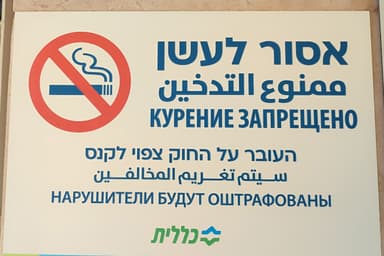 אסור לעשן
ممنوع التدخين
КУРЕНИЕ ЗАПРЕЩЕНО
העובר על החוק צפוי לקנס
سيتم تغريم المخالفين
НАРУШИТЕЛИ БУДУТ ОШТРАФОВАНЫ
כללית